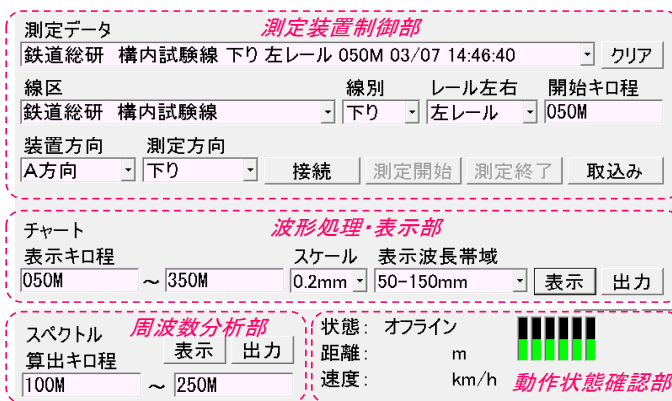 測定装置制御部
測定データ
鉄道総研 構内試験線 下り 左レール 050M 03/07 14:46:40 クリア
線区 線別 レール左右 開始キロ程
鉄道総研 構内試験線 下り 左レール 050M
装置方向 測定方向
A方向 下り 接続 測定開始 測定終了 取込み
波形処理・表示部
チャート
表示キロ程 スケール 表示波長帯域
050M ～ 350M 0.2mm 50-150mm 表示 出力
周波数分析部
スペクトル 表示 出力
算出キロ程
100M ～ 250M
状態: オフライン
距離: m
速度: km/h
動作状態確認部